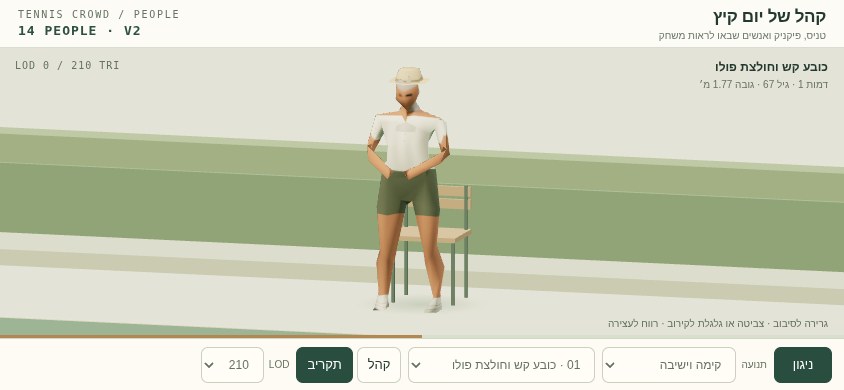 TENNIS CROWD / PEOPLE
14 PEOPLE · V2
קהל של יום קיץ
טניס, פיקניק ואנשים שבאו לראות משחק
LOD 0 / 210 TRI
כובע קש וחולצת פולו
דמות 1 · גיל 67 · גובה 1.77 מ׳
גרירה לסיבוב · צביטה או גלגלת לקירוב · רווח לעצירה
ניגון
תנועה
קימה וישיבה
01 · כובע קש וחולצת פולו
קהל
תקריב
LOD
210